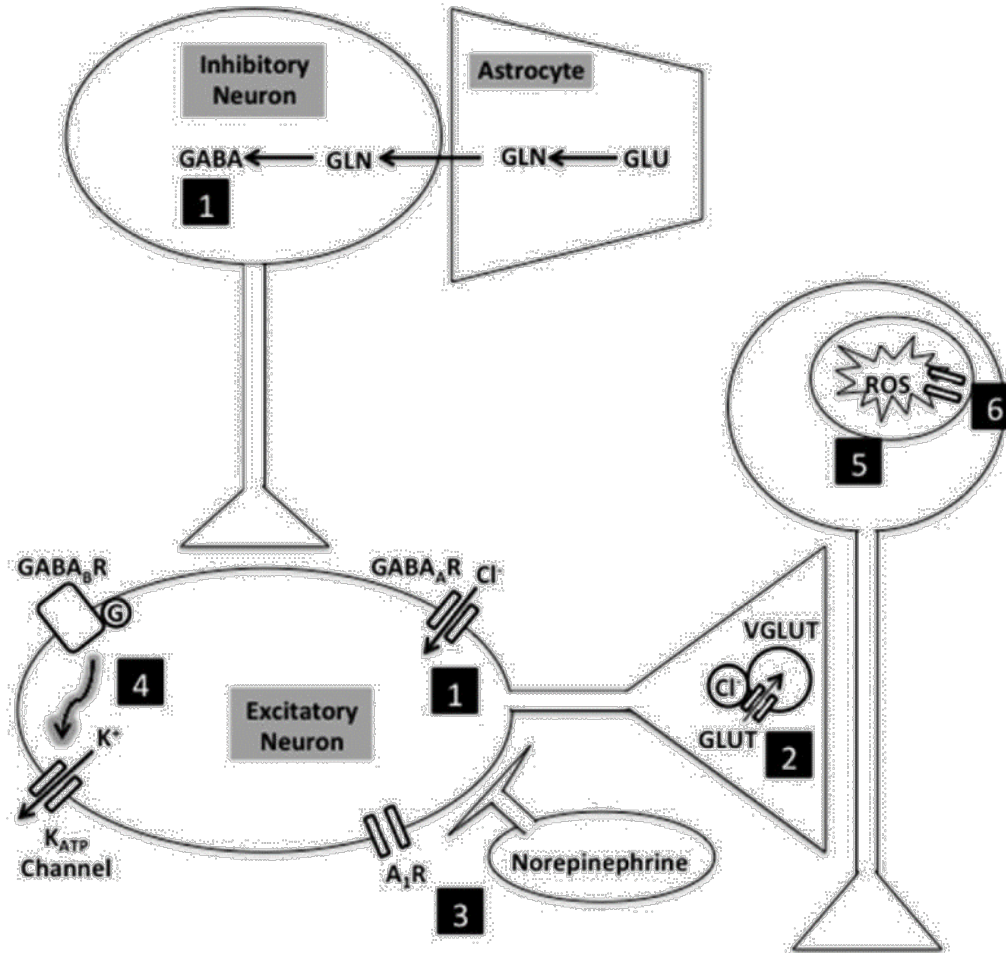 Inhibitory
Neuron
Astrocyte
GABA GLN GLN GLU
1
ROS
6
5
GABABR
G
GABAAR Cl-
VGLUT
4
1
Cl-
Excitatory
Neuron
K+
GLUT
2
KATP
Channel
A1R
Norepinephrine
3